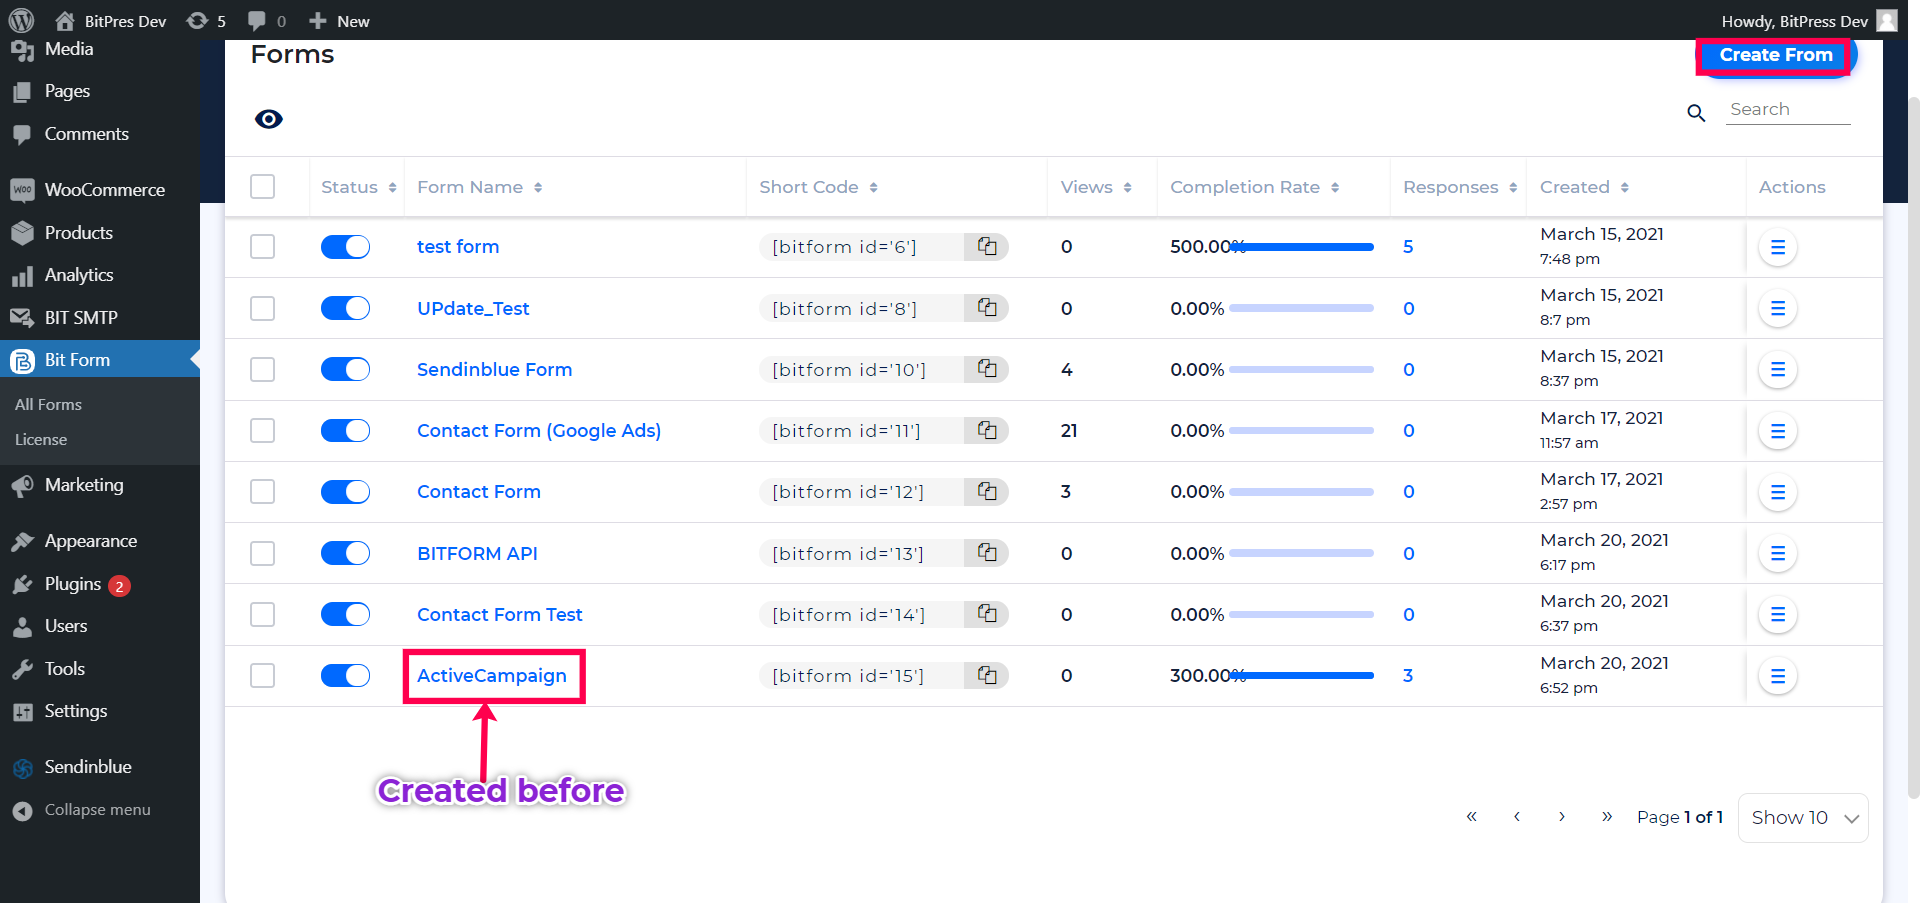 BitPres Dev 5 0 New Howdy, BitPress Dev
Media
Pages
Comments
WooCommerce
Products
Analytics
BIT SMTP
Bit Form
All Forms
License
Marketing
Appearance
Plugins 2
Users
Tools
Settings
Sendinblue
Collapse menu
Forms Create From
Search
Status Form Name Short Code Views Completion Rate Responses Created Actions
test form [bitform id='6'] 0 500.00% 5 March 15, 2021
7:48 pm
UPdate_Test [bitform id='8'] 0 0.00% 0 March 15, 2021
8:7 pm
Sendinblue Form [bitform id='10'] 4 0.00% 0 March 15, 2021
8:37 pm
Contact Form (Google Ads) [bitform id='11'] 21 0.00% 0 March 17, 2021
11:57 am
Contact Form [bitform id='12'] 3 0.00% 0 March 17, 2021
2:57 pm
BITFORM API [bitform id='13'] 0 0.00% 0 March 20, 2021
6:17 pm
Contact Form Test [bitform id='14'] 0 0.00% 0 March 20, 2021
6:37 pm
ActiveCampaign [bitform id='15'] 0 300.00% 3 March 20, 2021
6:52 pm
Created before
« ‹ › » Page 1 of 1 Show 10